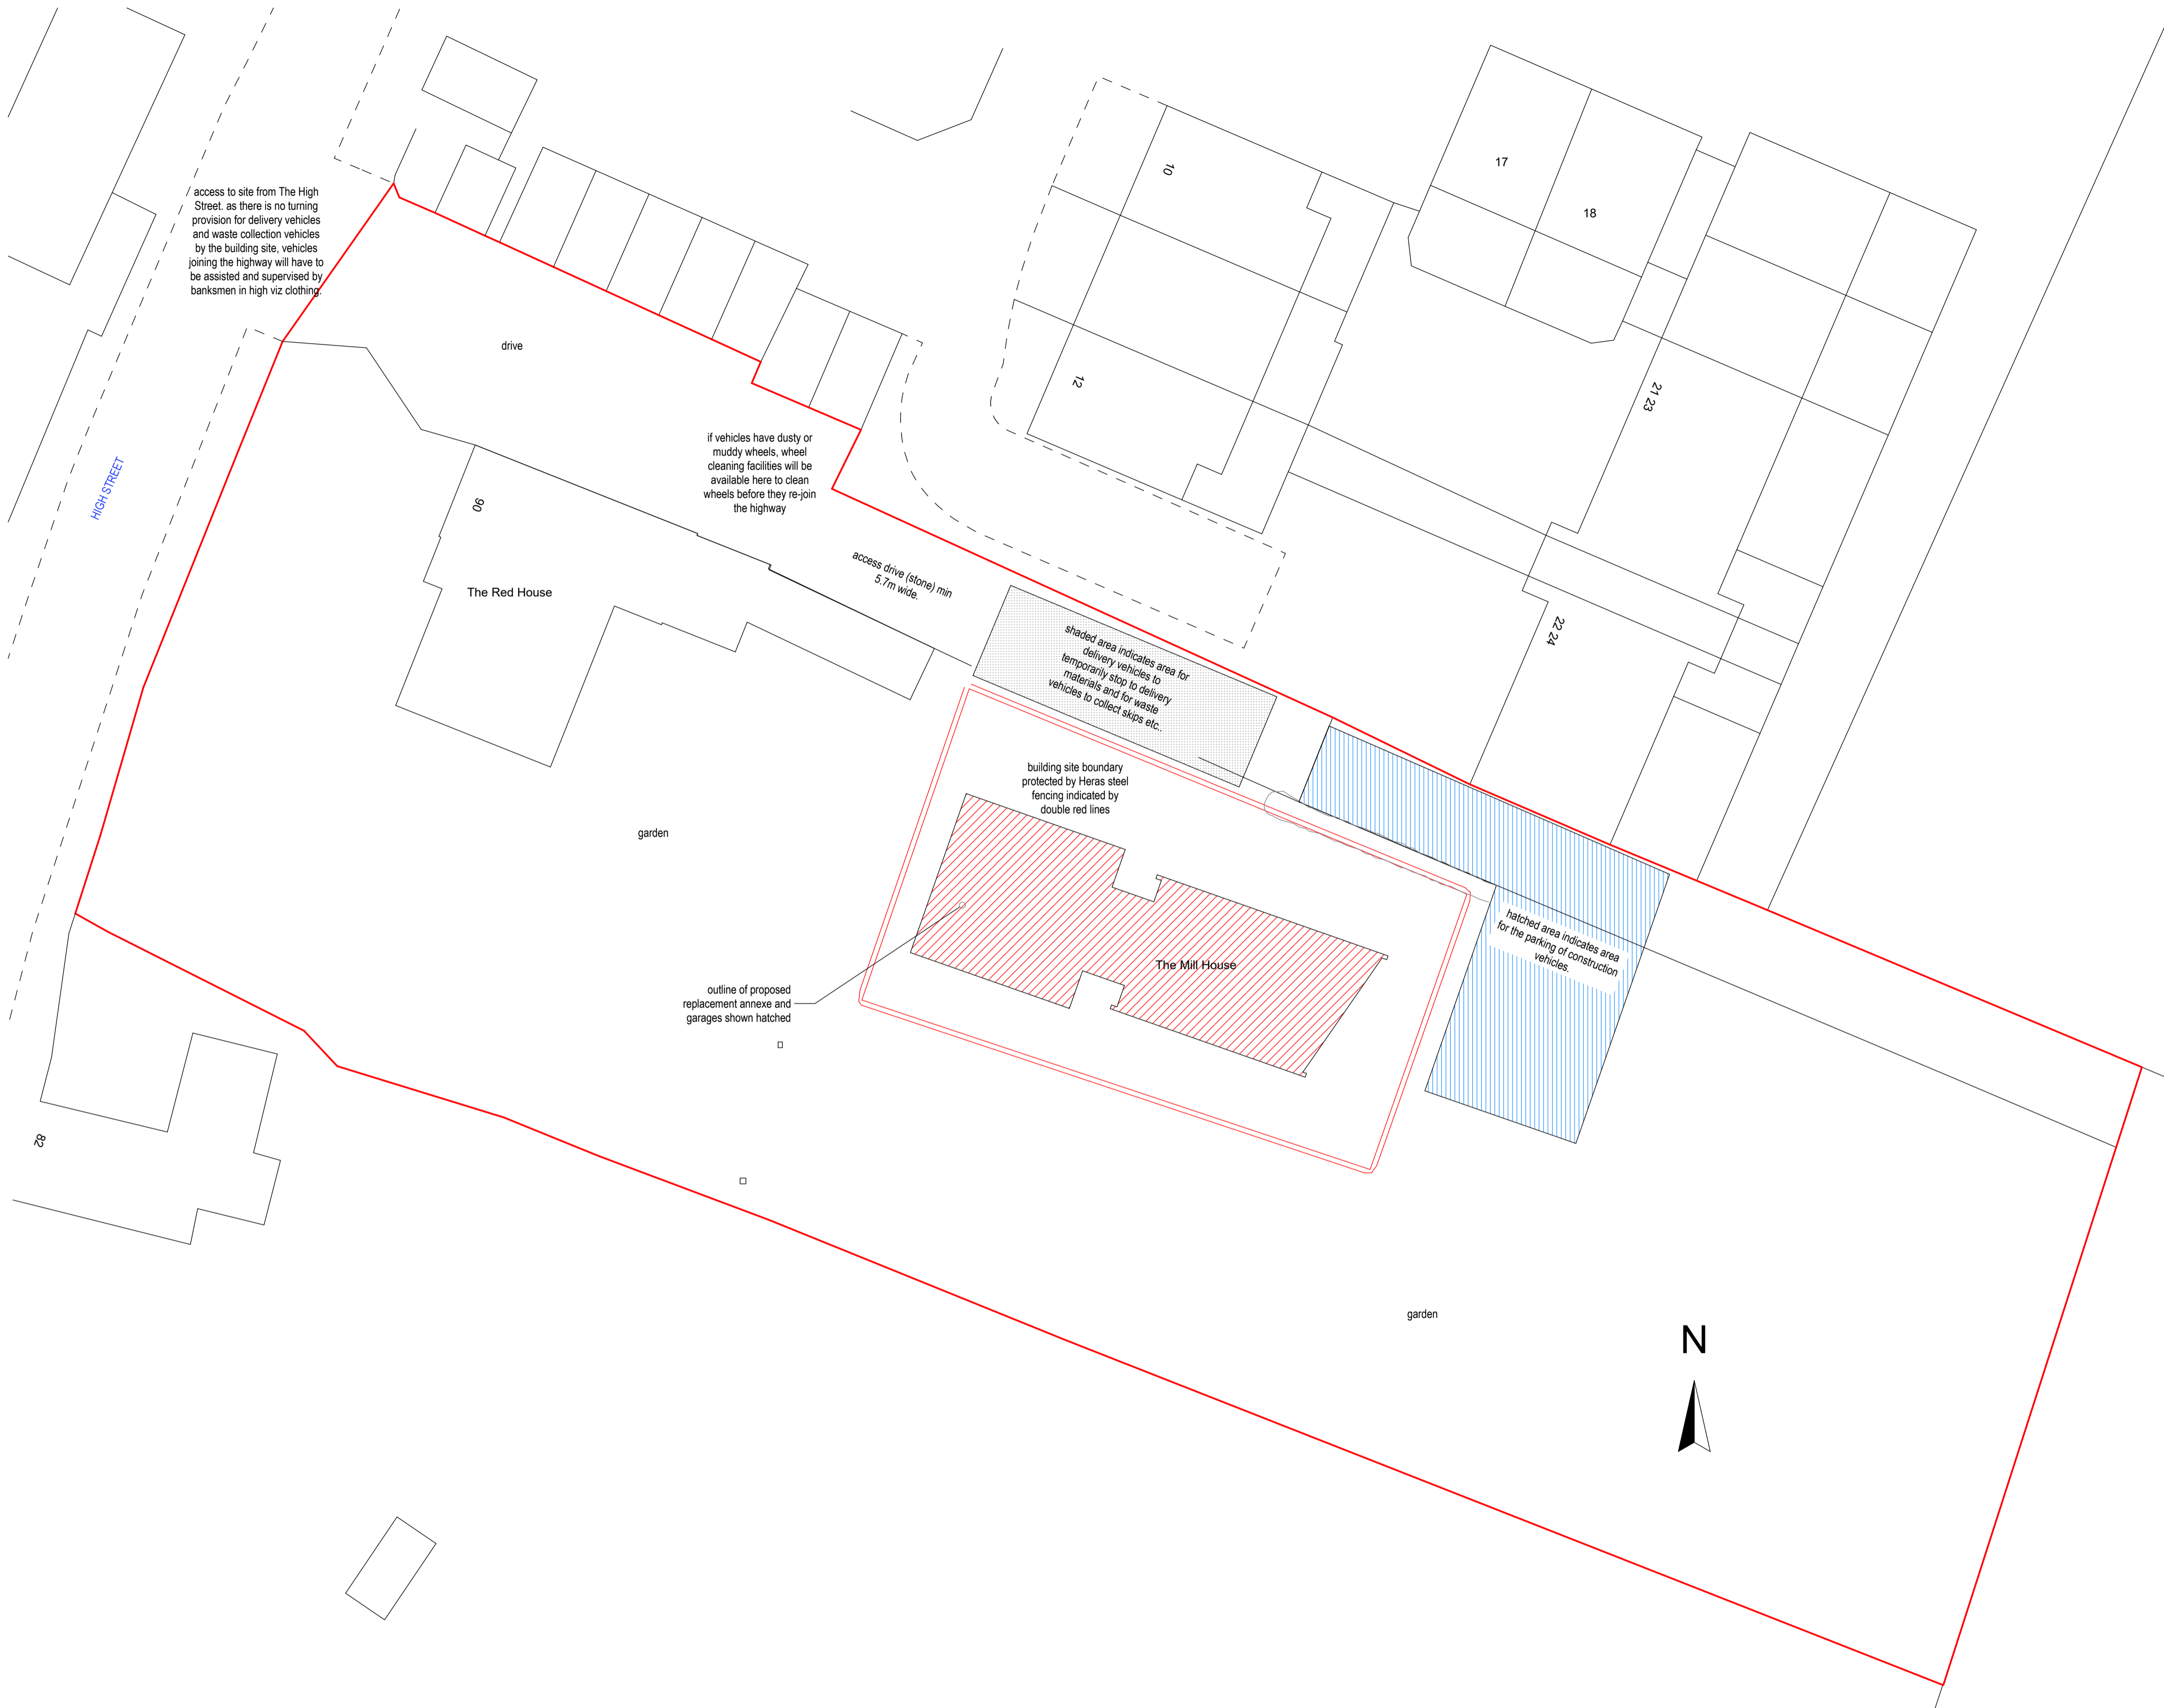 10
17
18
access to site from The High
Street. as there is no turning
provision for delivery vehicles
and waste collection vehicles
by the building site, vehicles
joining the highway will have to
be assisted and supervised by
banksmen in high viz clothing.
drive
12
21 23
HIGH STREET
if vehicles have dusty or
muddy wheels, wheel
cleaning facilities will be
available here to clean
wheels before they re-join
the highway
90
The Red House
access drive (stone) min
5.7m wide.
22 24
shaded area indicates area for
delivery vehicles to
temporarily stop to delivery
materials and for waste
vehicles to collect skips etc..
building site boundary
protected by Heras steel
fencing indicated by
double red lines
garden
hatched area indicates area
for the parking of construction
vehicles.
The Mill House
outline of proposed
replacement annexe and
garages shown hatched
82
garden
N